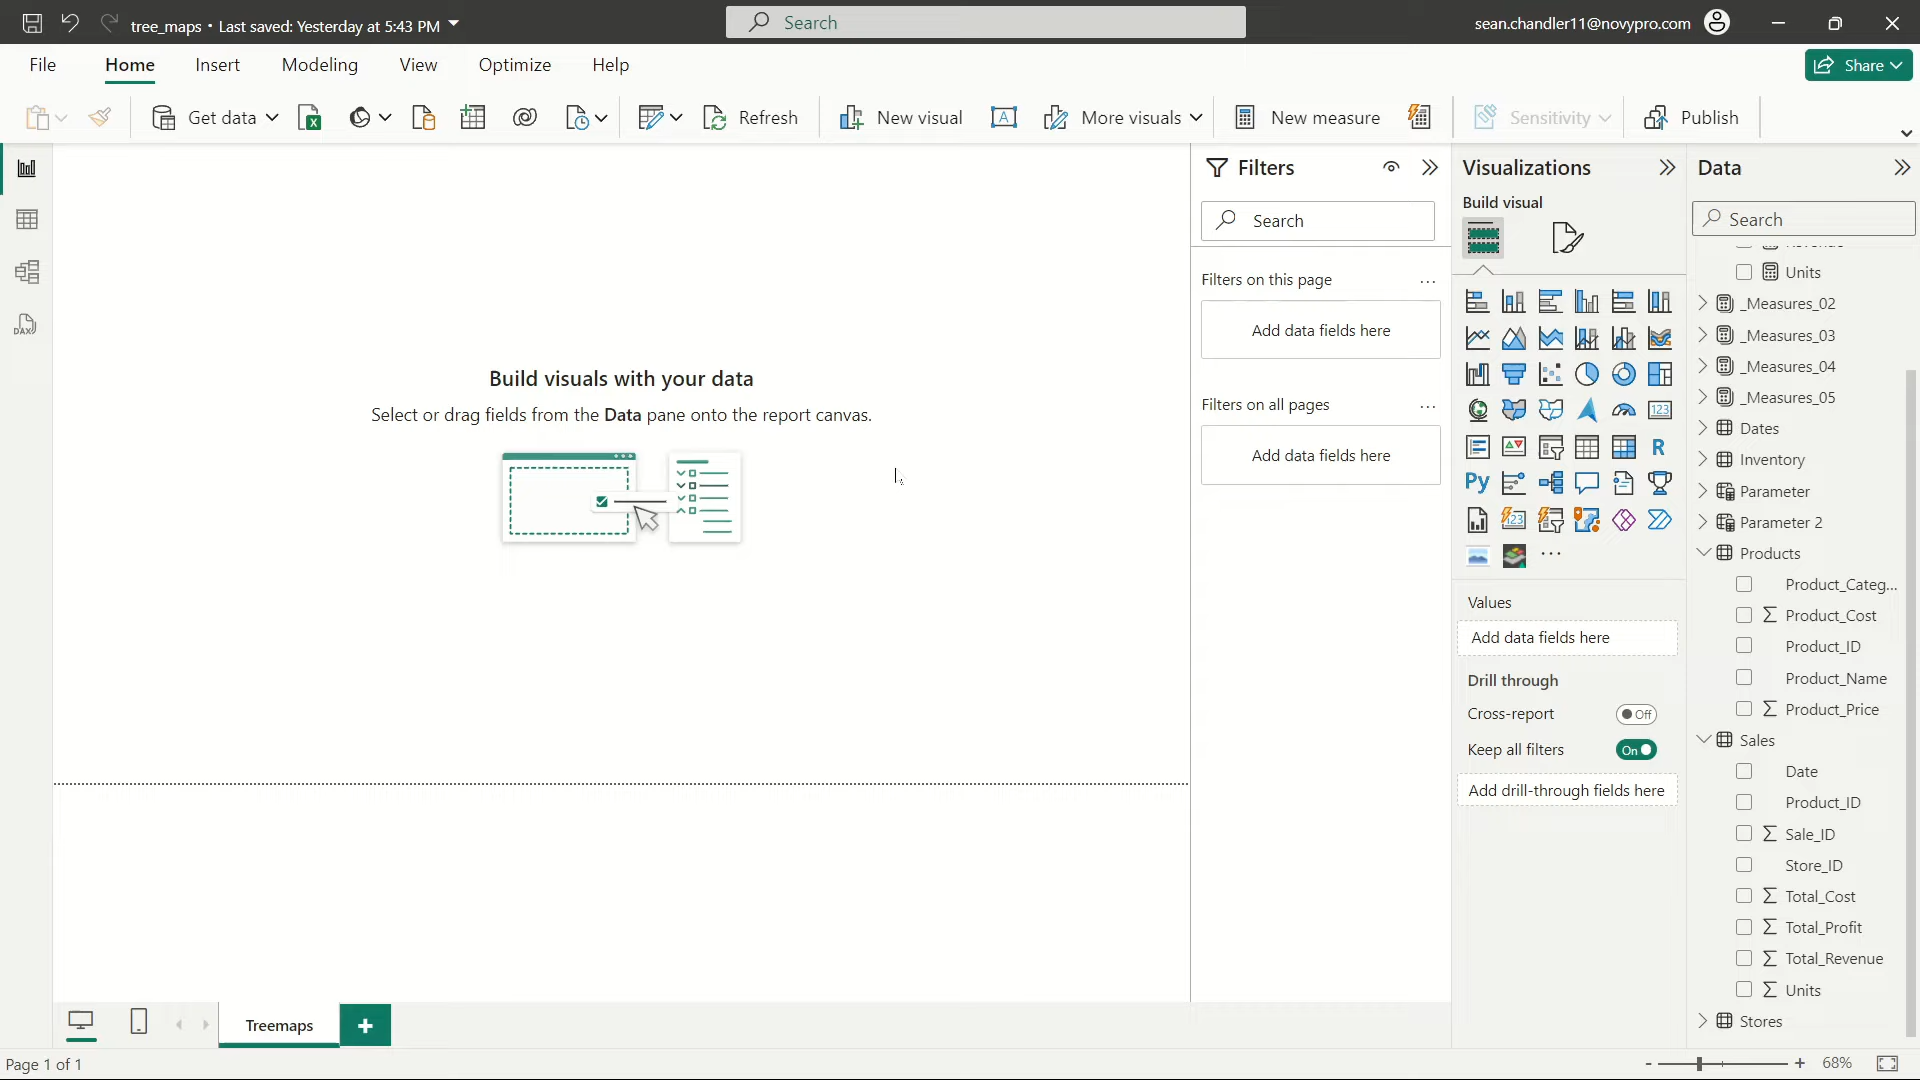 tree_maps • Last saved: Yesterday at 5:43 PM
Search
sean.chandler11@novypro.com
File
Home
Insert
Modeling
View
Optimize
Help
Share
Get data
Refresh
New visual
More visuals
New measure
Sensitivity
Publish
Build visuals with your data
Select or drag fields from the Data pane onto the report canvas.
Filters
Search
Filters on this page
Add data fields here
Filters on all pages
Add data fields here
Visualizations
Build visual
Values
Add data fields here
Drill through
Cross-report
Off
Keep all filters
On
Add drill-through fields here
Data
Search
Units
_Measures_02
_Measures_03
_Measures_04
_Measures_05
Dates
Inventory
Parameter
Parameter 2
Products
Product_Categ...
Product_Cost
Product_ID
Product_Name
Product_Price
Sales
Date
Product_ID
Sale_ID
Store_ID
Total_Cost
Total_Profit
Total_Revenue
Units
Stores
DAX
R
Py
123
123
A
Treemaps
Page 1 of 1
68%